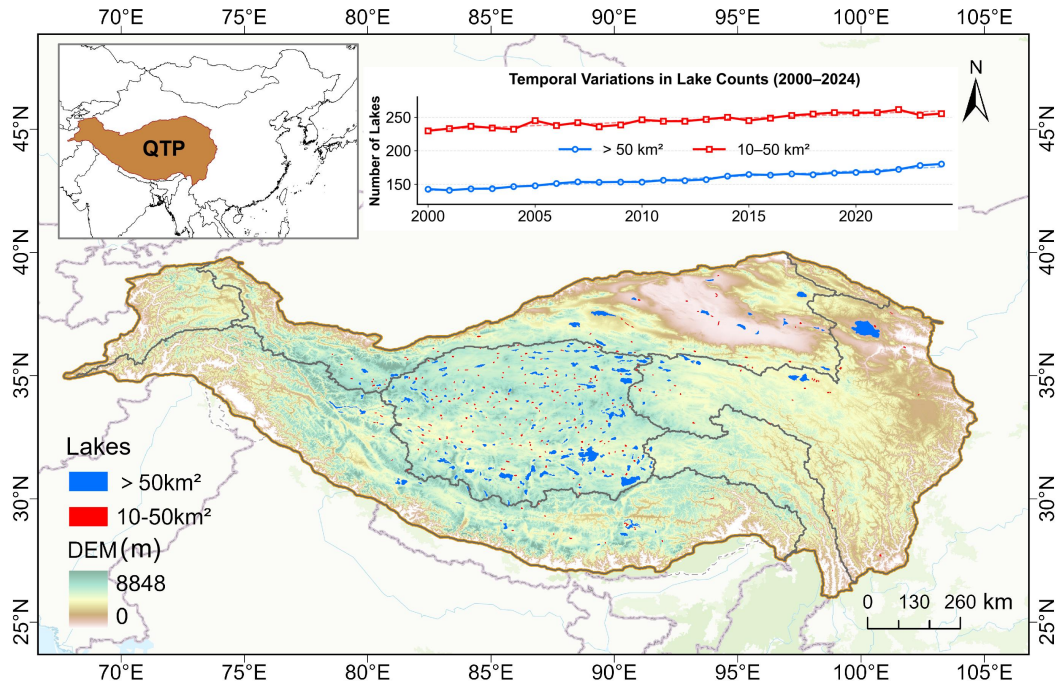 70°E 75°E 80°E 85°E 90°E 95°E 100°E 105°E
QTP
Temporal Variations in Lake Counts (2000–2024)
Number of Lakes
250
200
150
> 50 km² 10–50 km²
2000 2005 2010 2015 2020
N
45°N 45°N
40°N 40°N
35°N 35°N
30°N 30°N
25°N 25°N
Lakes
> 50km²
10-50km²
DEM(m)
8848
0
0 130 260 km
70°E 75°E 80°E 85°E 90°E 95°E 100°E 105°E